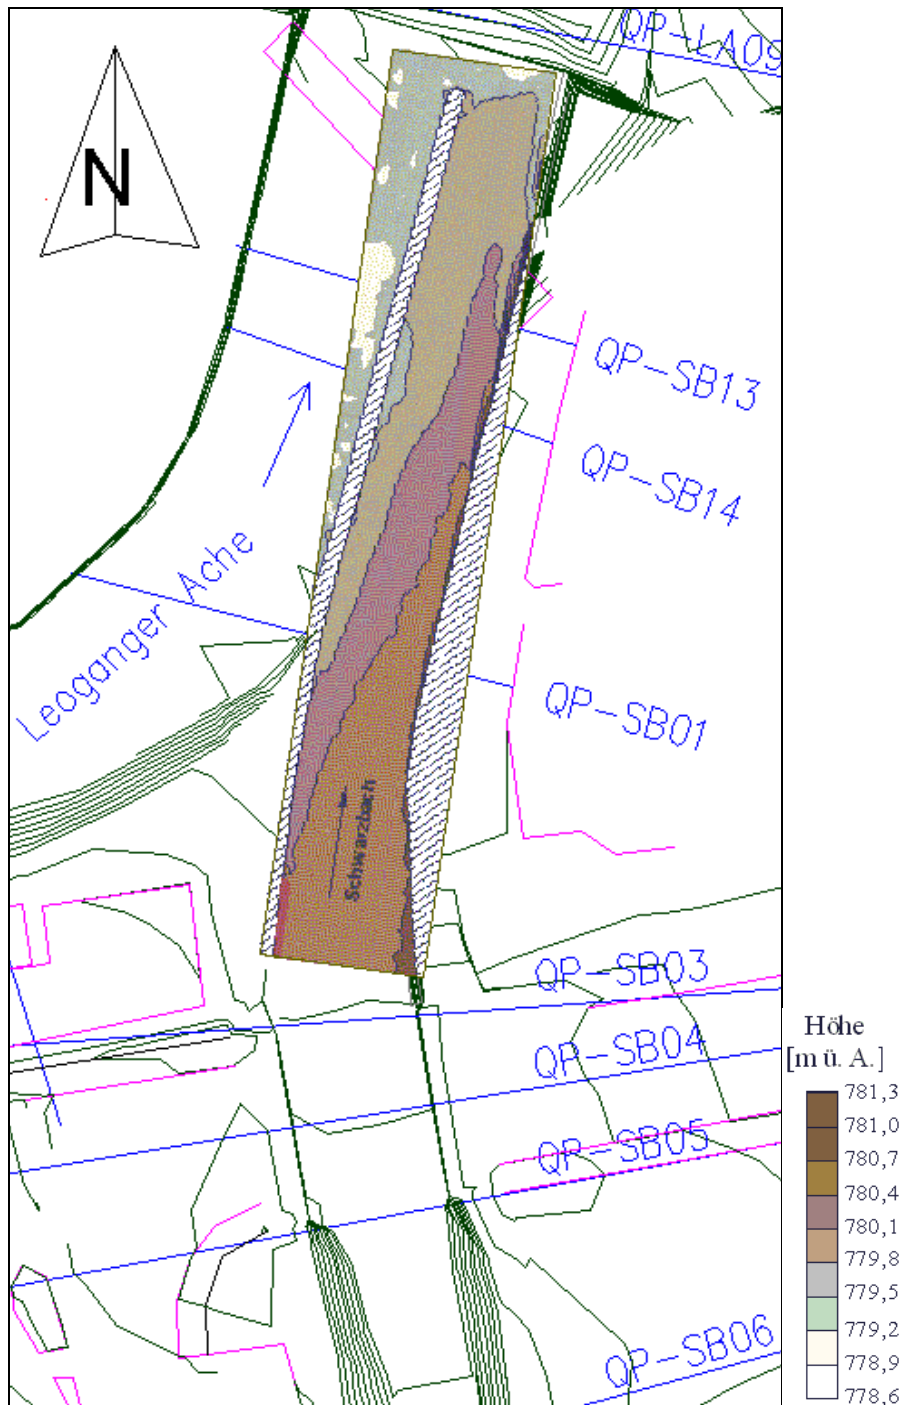 QP-LA09
N
QP-SB13
QP-SB14
Leoganger Ache
QP-SB01
Schwarzbach
QP-SB03
QP-SB04
QP-SB05
QP-SB06
Höhe
[m ü. A.]
781,3
781,0
780,7
780,4
780,1
779,8
779,5
779,2
778,9
778,6